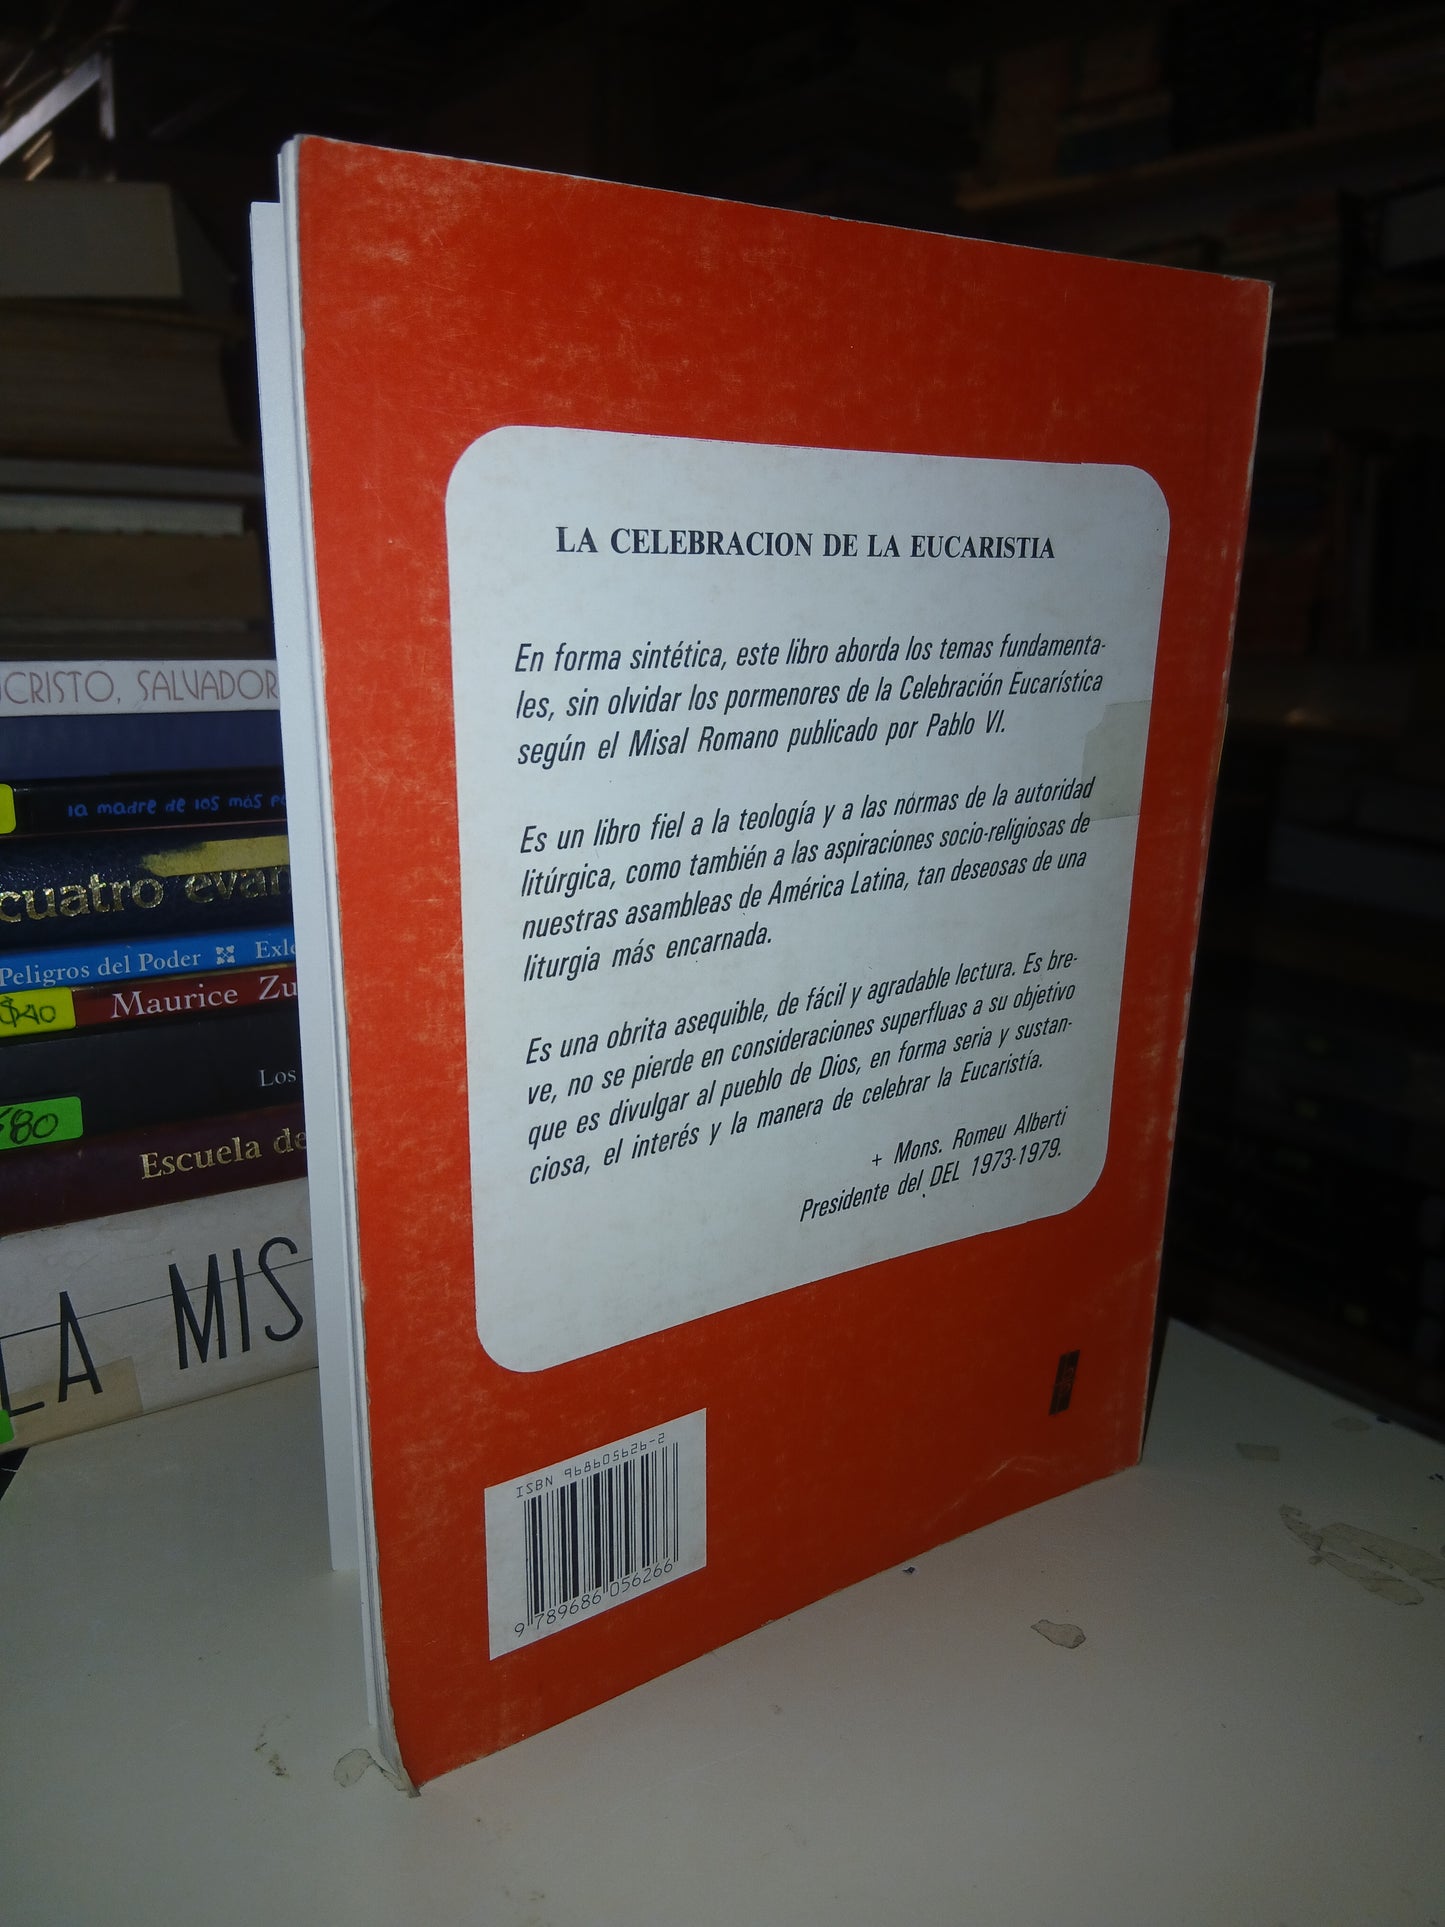 LA CELEBRACION DE LA EUCARISTIA
En forma sintética, este libro aborda los temas fundamenta-
les, sin olvidar los pormenores de la Celebración Eucarística
según el Misal Romano publicado por Pablo VI.
Es un libro fiel a la teología y a las normas de la autoridad
litúrgica, como también a las aspiraciones socio-religiosas de
nuestras asambleas de América Latina, tan deseosas de una
liturgia más encarnada.
Es una obrita asequible, de fácil y agradable lectura. Es bre-
ve, no se pierde en consideraciones superfluas a su objetivo
que es divulgar al pueblo de Dios, en forma seria y sustan-
ciosa, el interés y la manera de celebrar la Eucaristía.
+ Mons. Romeu Alberti
Presidente del DEL 1973-1979.
ISBN 968605626-2
9 789686 056266
CRISTO, SALVADOR
la madre de los más
cuatro evan
Peligros del Poder Exle
$40
Maurice Zu
Los
80
Escuela de
LA MIS